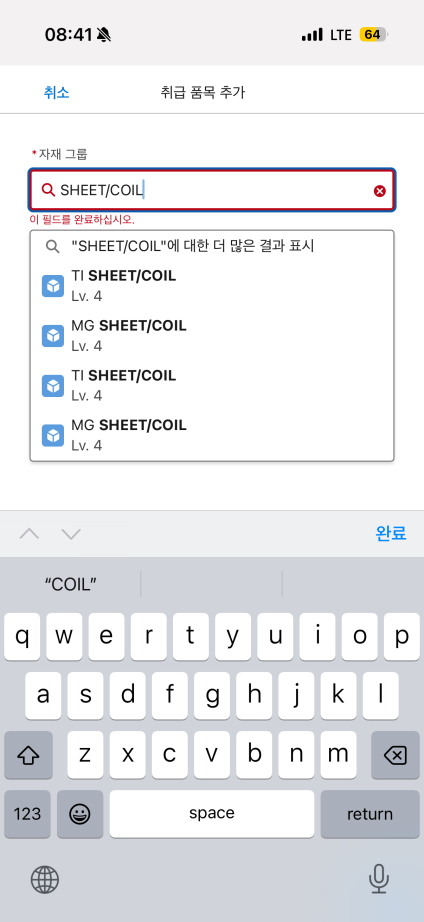 08:41 LTE 64
취소 취급 품목 추가
*자재 그룹
SHEET/COIL
이 필드를 완료하십시오.
"SHEET/COIL"에 대한 더 많은 결과 표시
TI SHEET/COIL
Lv. 4
MG SHEET/COIL
Lv. 4
TI SHEET/COIL
Lv. 4
MG SHEET/COIL
Lv. 4
완료
“COIL”
q w e r t y u i o p
a s d f g h j k l
z x c v b n m
123 space return